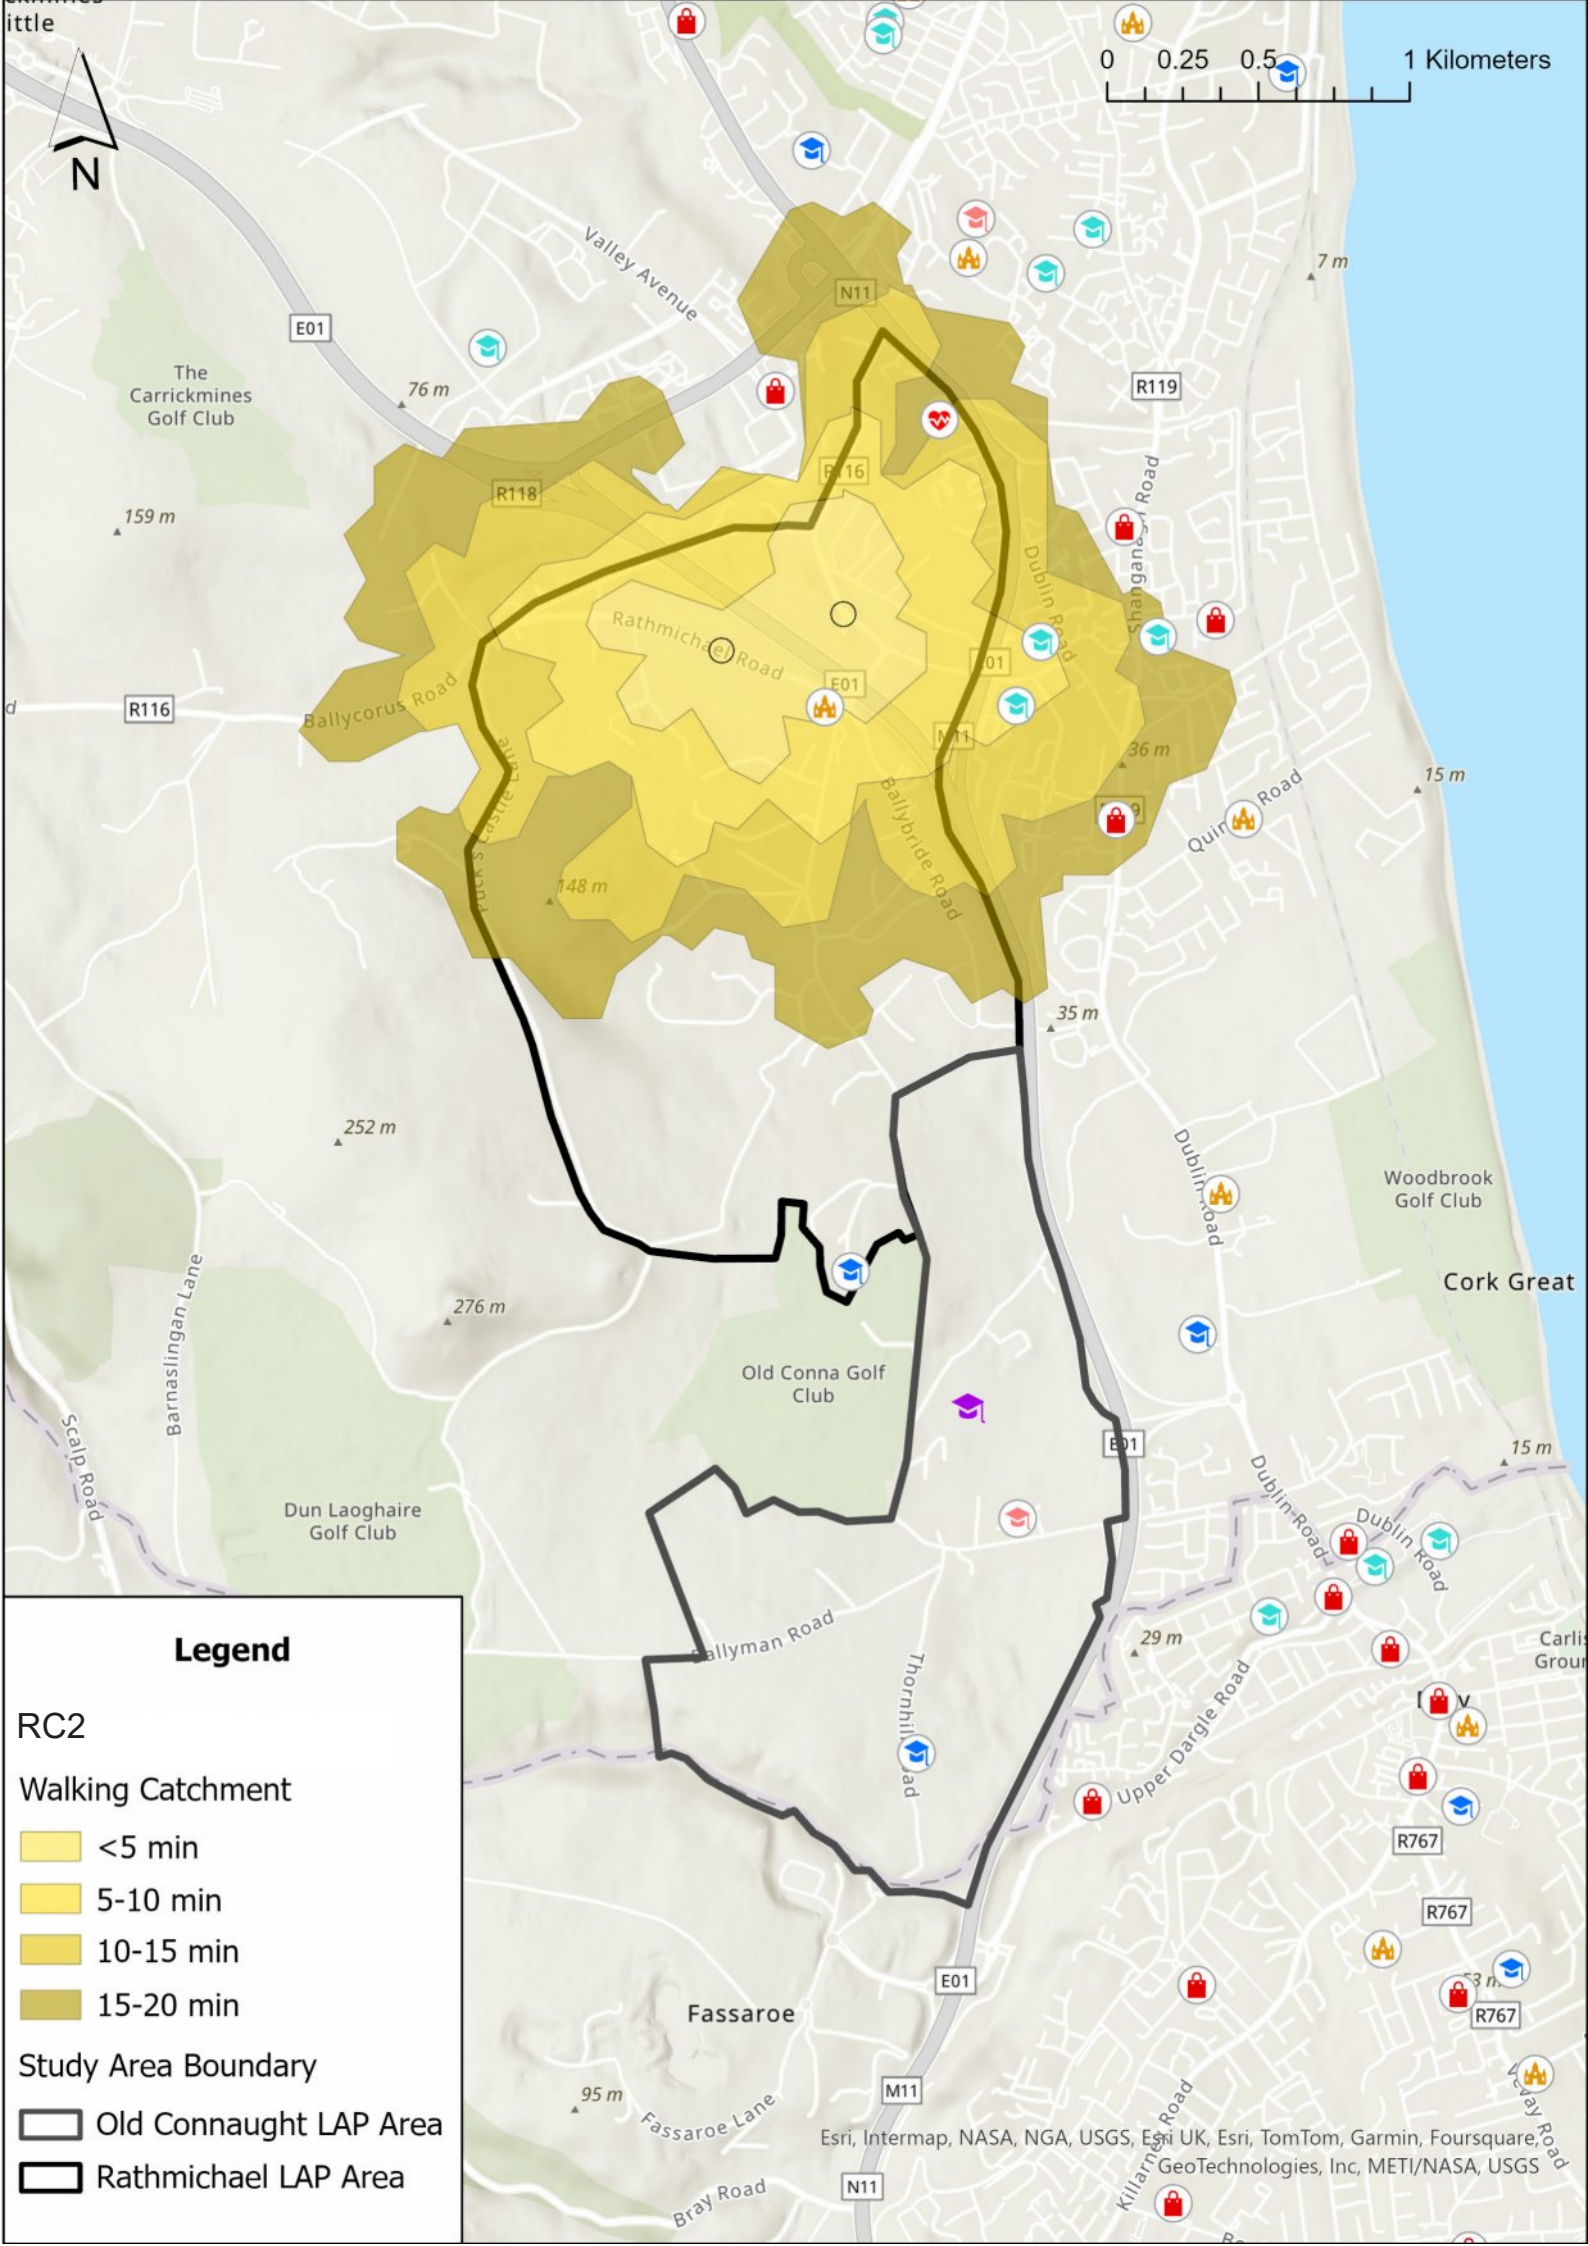 ittle
N
0 0.25 0.5 1 Kilometers
Valley Avenue
7 m
N11
E01
The
Carrickmines
Golf Club
76 m
R119
R116
R118
159 m
Road
Dublin Road
Rathmichael Road
E01
E01
R116
Ballycorus Road
M11
36 m
15 m
Puck's Castle Lane
Ballybride Road
Road
148 m
35 m
252 m
Dublin Road
Woodbrook
Golf Club
Cork Great
276 m
Barnaslingan Lane
Old Conna Golf
Club
Scalp Road
E01
15 m
Dublin Road
Dublin Road
Dun Laoghaire
Golf Club
Ballyman Road
29 m
Thornhill Road
Upper Dargle Road
R767
R767
E01
R767
Fassaroe
95 m
M11
Fassaroe Lane
Killarney Road
Bray Road
N11
Legend
RC2
Walking Catchment
<5 min
5-10 min
10-15 min
15-20 min
Study Area Boundary
Old Connaught LAP Area
Rathmichael LAP Area
Esri, Intermap, NASA, NGA, USGS, Esri UK, Esri, TomTom, Garmin, Foursquare,
GeoTechnologies, Inc, METI/NASA, USGS